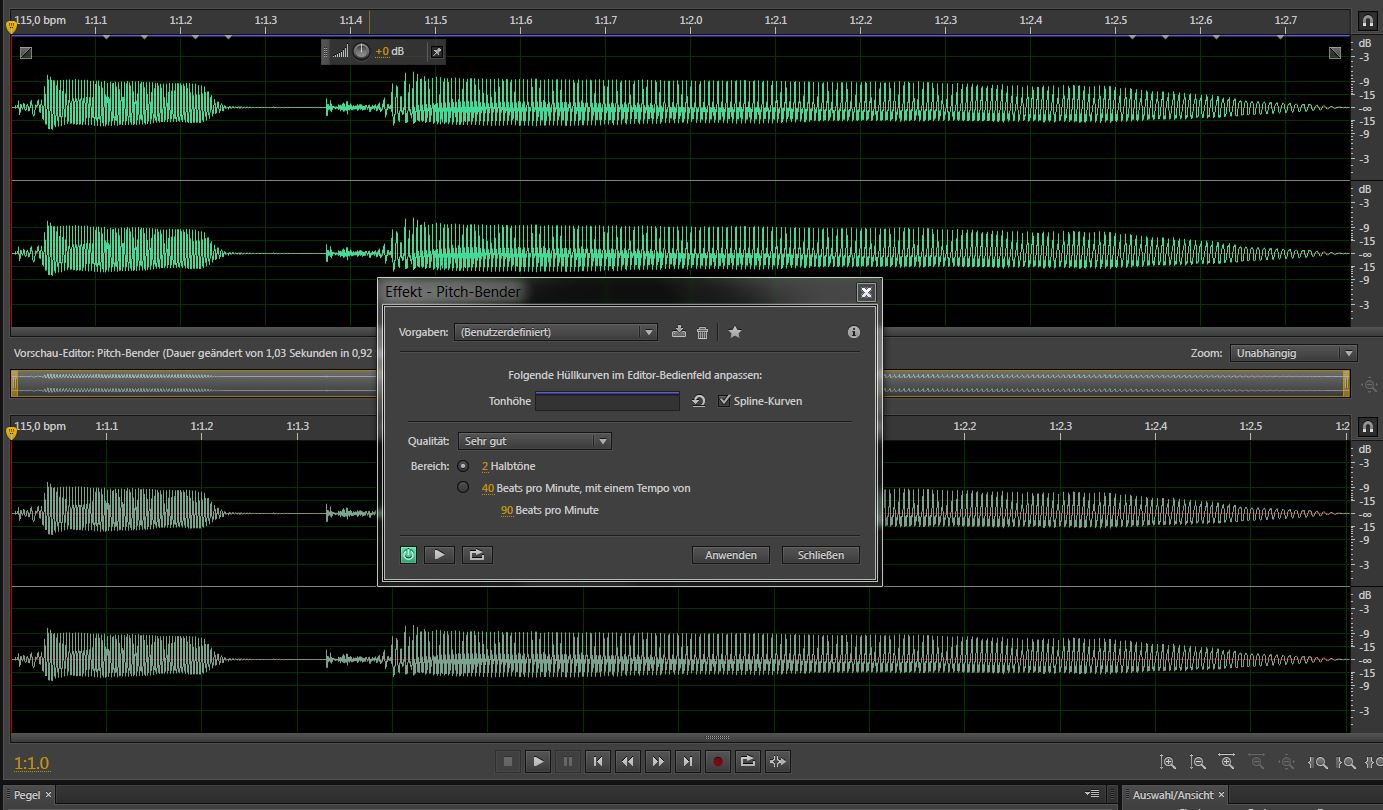 115,0 bpm 1:1.1 1:1.2 1:1.3 1:1.4 1:1.5 1:1.6 1:1.7 1:2.0 1:2.1 1:2.2 1:2.3 1:2.4 1:2.5 1:2.6 1:2.7
+0 dB
dB
-3
-9
-15
-∞
-15
-9
-3
dB
-3
-9
-15
-∞
-15
-9
-3
Effekt - Pitch-Bender
Vorgaben: (Benutzerdefiniert)
Vorschau-Editor: Pitch-Bender (Dauer geändert von 1,03 Sekunden in 0,92
Zoom: Unabhängig
Folgende Hüllkurven im Editor-Bedienfeld anpassen:
Tonhöhe Spline-Kurven
115,0 bpm 1:1.1 1:1.2 1:1.3 1:2.2 1:2.3 1:2.4 1:2.5 1:2
Qualität: Sehr gut
Bereich: 2 Halbtöne
40 Beats pro Minute, mit einem Tempo von
90 Beats pro Minute
Anwenden Schließen
dB
-3
-9
-15
-∞
-15
-9
-3
dB
-3
-9
-15
-∞
-15
-9
-3
1:1.0
Pegel × Auswahl/Ansicht ×